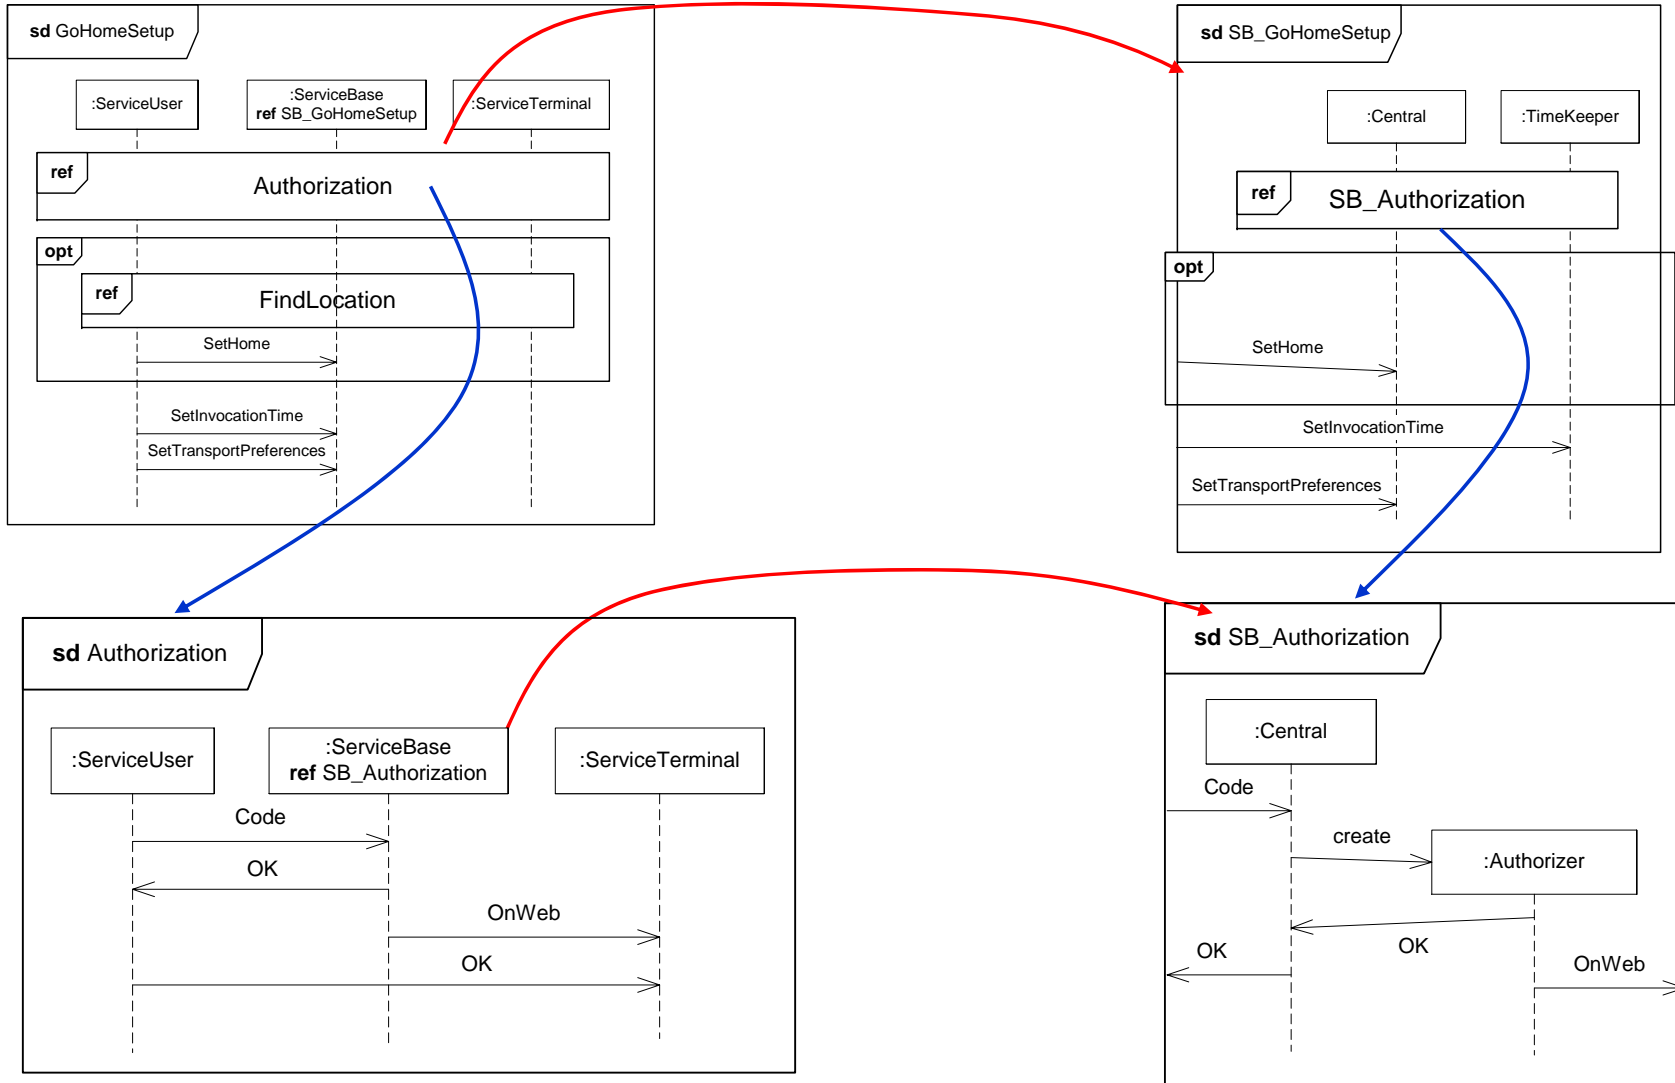 sd GoHomeSetup
:ServiceUser
:ServiceBase
ref SB_GoHomeSetup
:ServiceTerminal
ref
Authorization
opt
ref
FindLocation
SetHome
SetInvocationTime
SetTransportPreferences
sd SB_GoHomeSetup
:Central
:TimeKeeper
ref
SB_Authorization
opt
SetHome
SetInvocationTime
SetTransportPreferences
sd Authorization
:ServiceUser
:ServiceBase
ref SB_Authorization
:ServiceTerminal
Code
OK
OnWeb
OK
sd SB_Authorization
:Central
Code
create
:Authorizer
OK
OK
OnWeb